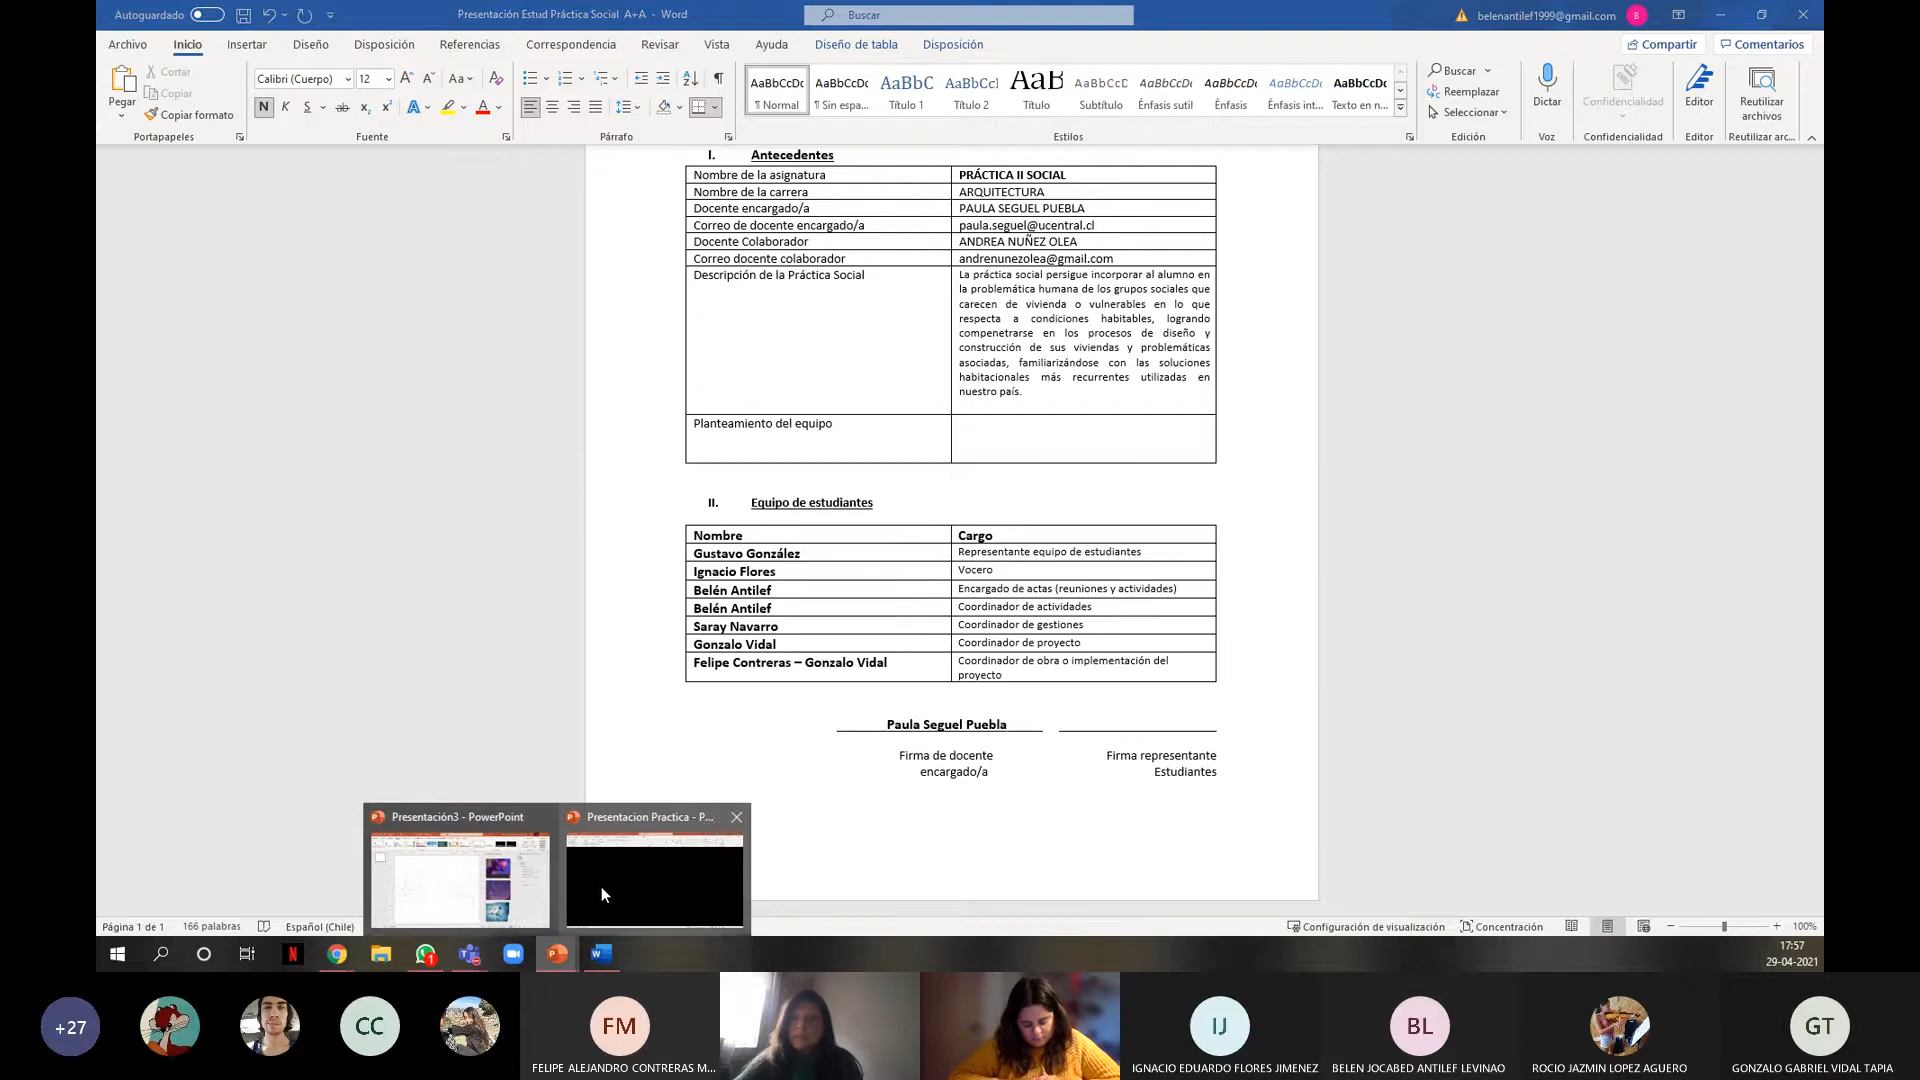 Autoguardado
Presentación Estud Práctica Social A+A - Word
Buscar
belenantilef1999@gmail.com
B
Archivo Inicio Insertar Diseño Disposición Referencias Correspondencia Revisar Vista Ayuda Diseño de tabla Disposición
Compartir Comentarios
Pegar
Cortar
Copiar
Copiar formato
Portapapeles
Calibri (Cuerpo) 12
Fuente
Párrafo
AaBbCcDc AaBbCcDc AaBbC AaBbCcl AaB AaBbCcD AaBbCcDc AaBbCcDc AaBbCcDc AaBbCcDc
¶ Normal ¶ Sin espa... Título 1 Título 2 Título Subtítulo Énfasis sutil Énfasis Énfasis int... Texto en n...
Estilos
Buscar
Reemplazar
Seleccionar
Edición
Dictar
Voz
Confidencialidad
Confidencialidad
Editor
Editor
Reutilizar archivos
Reutilizar arc...
I. Antecedentes
Nombre de la asignatura PRÁCTICA II SOCIAL
Nombre de la carrera ARQUITECTURA
Docente encargado/a PAULA SEGUEL PUEBLA
Correo de docente encargado/a paula.seguel@ucentral.cl
Docente Colaborador ANDREA NUÑEZ OLEA
Correo docente colaborador andrenunezolea@gmail.com
Descripción de la Práctica Social La práctica social persigue incorporar al alumno en
la problemática humana de los grupos sociales que
carecen de vivienda o vulnerables en lo que
respecta a condiciones habitables, logrando
compenetrarse en los procesos de diseño y
construcción de sus viviendas y problemáticas
asociadas, familiarizándose con las soluciones
habitacionales más recurrentes utilizadas en
nuestro país.
Planteamiento del equipo
II. Equipo de estudiantes
Nombre Cargo
Gustavo González Representante equipo de estudiantes
Ignacio Flores Vocero
Belén Antilef Encargado de actas (reuniones y actividades)
Belén Antilef Coordinador de actividades
Saray Navarro Coordinador de gestiones
Gonzalo Vidal Coordinador de proyecto
Felipe Contreras – Gonzalo Vidal Coordinador de obra o implementación del
proyecto
Paula Seguel Puebla
Firma de docente Firma representante
encargado/a Estudiantes
Presentación3 - PowerPoint
Presentacion Practica - P...
Página 1 de 1 166 palabras Español (Chile)
Configuración de visualización Concentración 100%
17:57
29-04-2021
+27
CC
FM
IJ
BL
GT
FELIPE ALEJANDRO CONTRERAS M...
IGNACIO EDUARDO FLORES JIMENEZ
BELEN JOCABED ANTILEF LEVINAO
ROCIO JAZMIN LOPEZ AGUERO
GONZALO GABRIEL VIDAL TAPIA